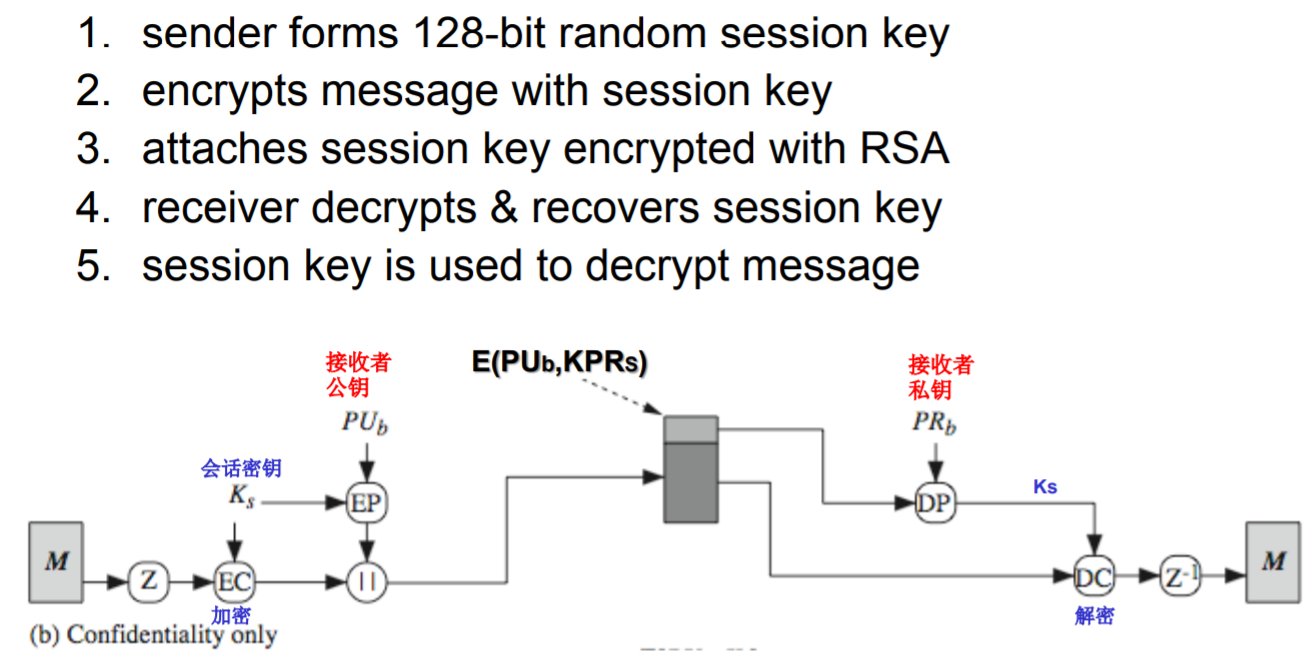 1. sender forms 128-bit random session key
2. encrypts message with session key
3. attaches session key encrypted with RSA
4. receiver decrypts & recovers session key
5. session key is used to decrypt message
接收者
公钥
PUb
E(PUb,KPRs)
接收者
私钥
PRb
会话密钥
Ks
EP
DP
Ks
M
Z
EC
||
DC
Z-1
M
加密
解密
(b) Confidentiality only